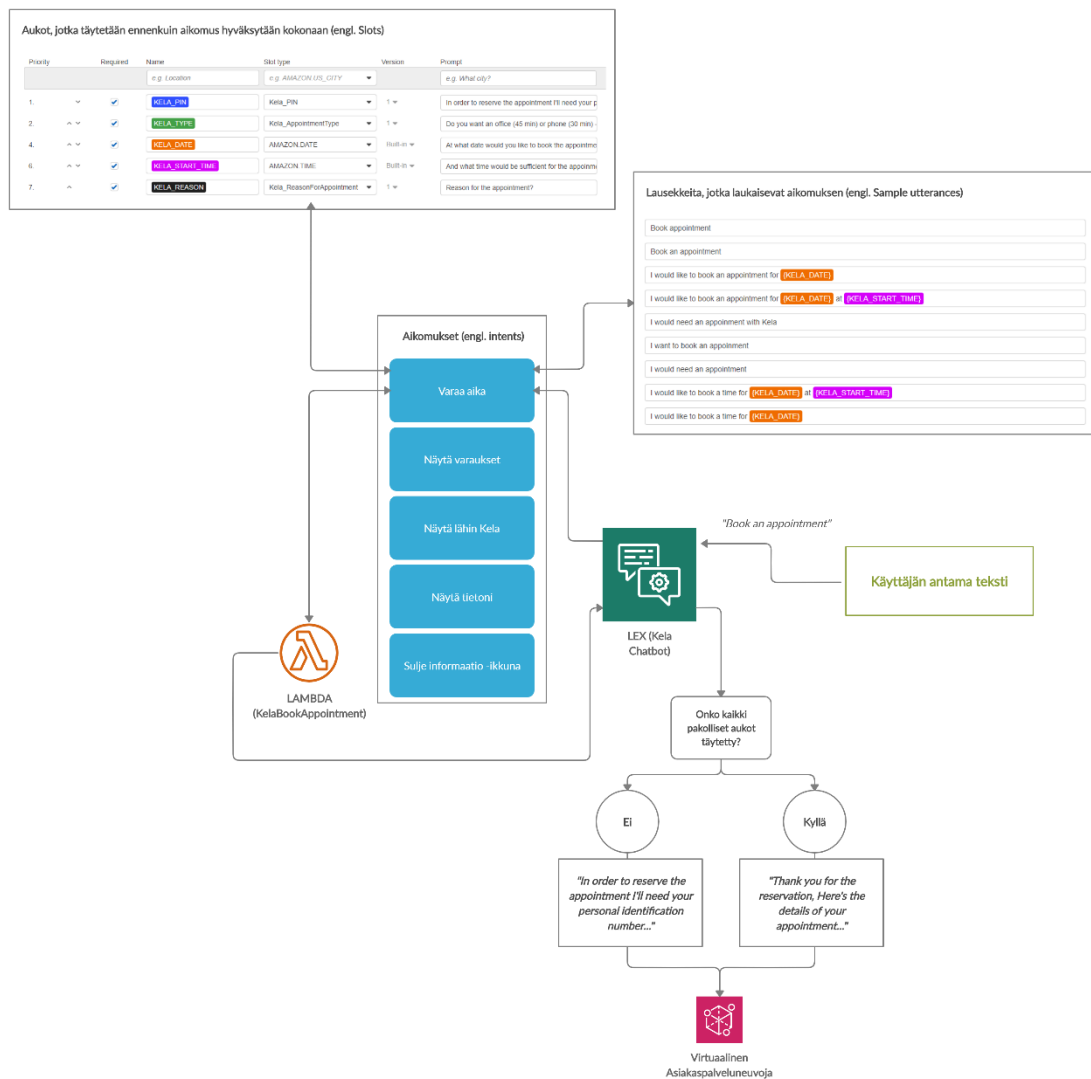 Aukot, jotka täytetään ennenkuin aikomus hyväksytään kokonaan (engl. Slots)
Priority Required Name Slot type Version Prompt
e.g. Location e.g. AMAZON.US_CITY e.g. What city?
1. KELA_PIN Kela_PIN 1 In order to reserve the appointment I'll need your p
2. KELA_TYPE Kela_AppointmentType 1 Do you want an office (45 min) or phone (30 min) -
4. KELA_DATE AMAZON.DATE Built-in At what date would you like to book the appointme
6. KELA_START_TIME AMAZON.TIME Built-in And what time would be sufficient for the appoinm
7. KELA_REASON Kela_ReasonForAppointment 1 Reason for the appointment?
Lausekkeita, jotka laukaisevat aikomuksen (engl. Sample utterances)
Book appointment
Book an appointment
I would like to book an appointment for {KELA_DATE}
I would like to book an appointment for {KELA_DATE} at {KELA_START_TIME}
I would need an appoinment with Kela
I want to book an appoinment
I would need an appointment
I would like to book a time for {KELA_DATE} at {KELA_START_TIME}
I would like to book a time for {KELA_DATE}
Aikomukset (engl. intents)
Varaa aika
Näytä varaukset
Näytä lähin Kela
Näytä tietoni
Sulje informaatio -ikkuna
"Book an appointment"
Käyttäjän antama teksti
LEX (Kela
Chatbot)
LAMBDA
(KelaBookAppointment)
Onko kaikki
pakolliset aukot
täytetty?
Ei
Kyllä
"In order to reserve the
appointment I'll need your
personal identification
number..."
"Thank you for the
reservation, Here's the
details of your
appointment..."
Virtuaalinen
Asiakaspalveluneuvoja